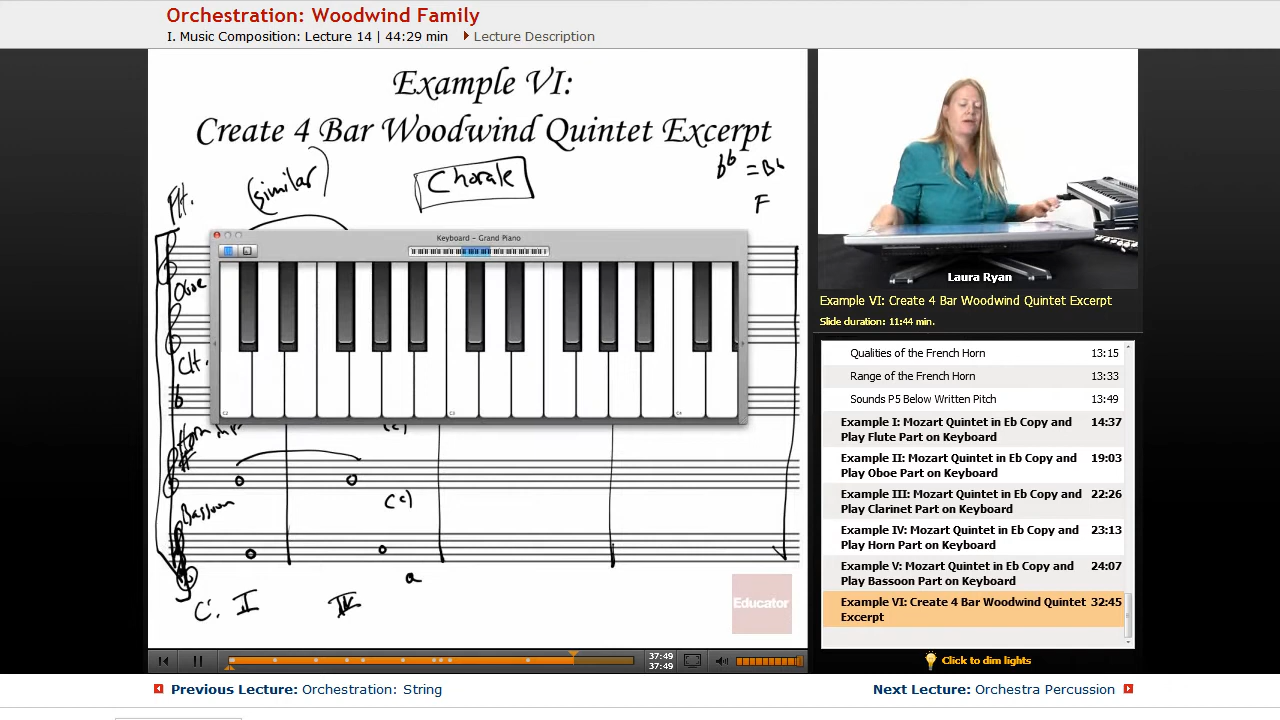 Orchestration: Woodwind Family
I. Music Composition: Lecture 14 | 44:29 min
Lecture Description
Example VI:
Create 4 Bar Woodwind Quintet Excerpt
(similar)
Chorale
F
Oboe
Keyboard – Grand Piano
C2
C3
C4
(c)
Bassoon
(c)
a
C: II IV
Educator
Laura Ryan
Example VI: Create 4 Bar Woodwind Quintet Excerpt
Slide duration: 11:44 min.
Qualities of the French Horn 13:15
Range of the French Horn 13:33
Sounds P5 Below Written Pitch 13:49
Example I: Mozart Quintet in Eb Copy and 14:37
Play Flute Part on Keyboard
Example II: Mozart Quintet in Eb Copy and 19:03
Play Oboe Part on Keyboard
Example III: Mozart Quintet in Eb Copy and 22:26
Play Clarinet Part on Keyboard
Example IV: Mozart Quintet in Eb Copy and 23:13
Play Horn Part on Keyboard
Example V: Mozart Quintet in Eb Copy and 24:07
Play Bassoon Part on Keyboard
Example VI: Create 4 Bar Woodwind Quintet 32:45
Excerpt
37:49
37:49
Click to dim lights
Previous Lecture: Orchestration: String
Next Lecture: Orchestra Percussion